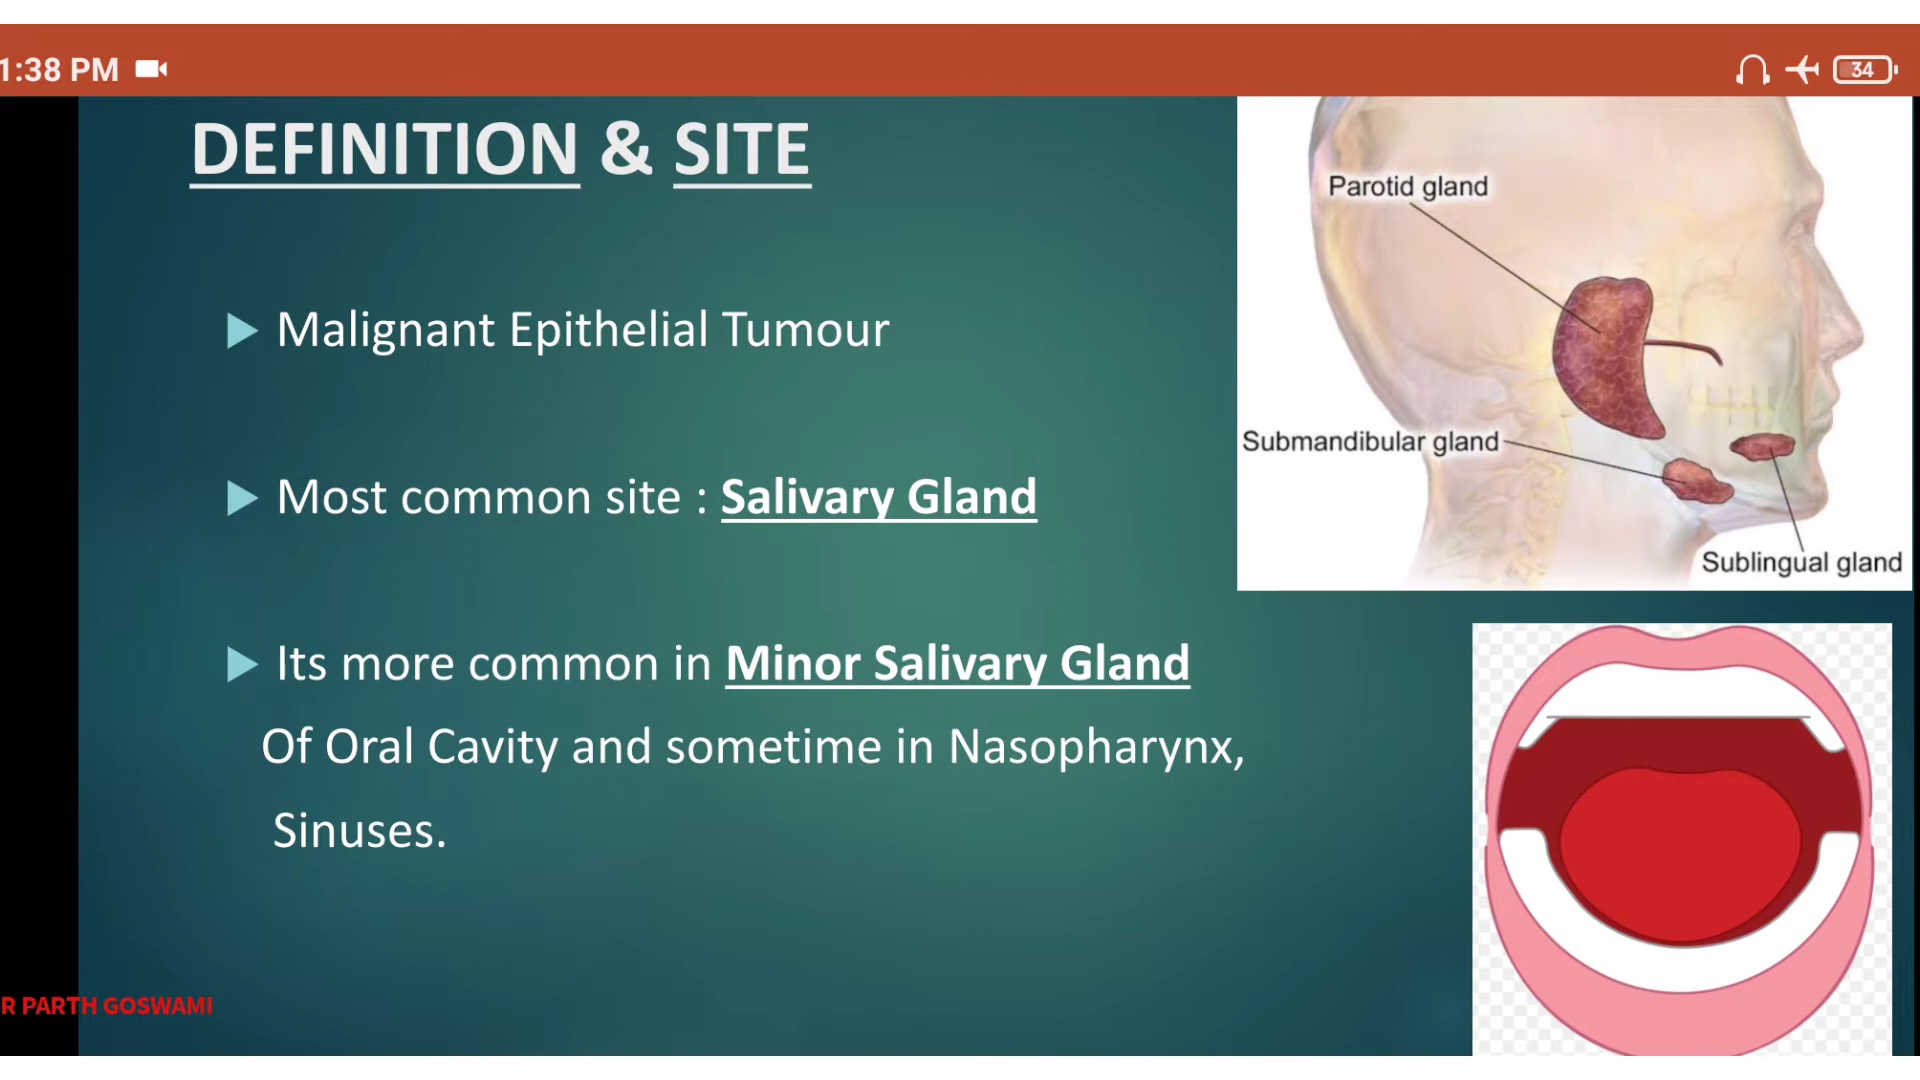 1:38 PM
34
DEFINITION & SITE
Malignant Epithelial Tumour
Most common site : Salivary Gland
Its more common in Minor Salivary Gland
Of Oral Cavity and sometime in Nasopharynx,
Sinuses.
Parotid gland
Submandibular gland
Sublingual gland
R PARTH GOSWAMI